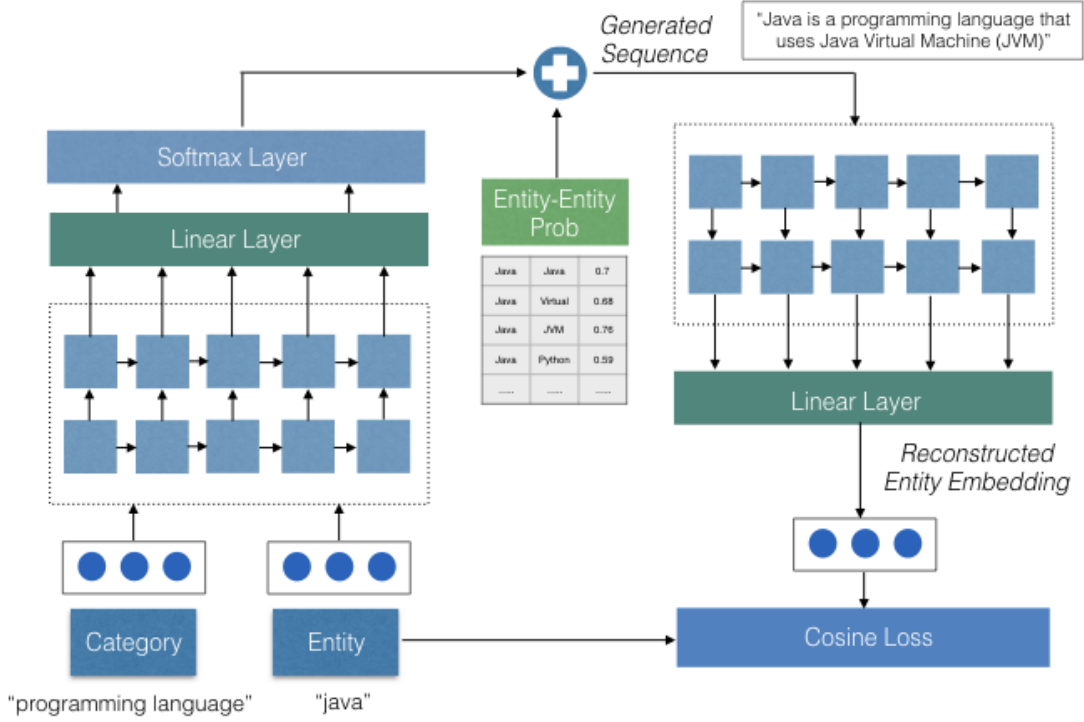 Generated
Sequence
“Java is a programming language that
uses Java Virtual Machine (JVM)”
Softmax Layer
Linear Layer
Entity-Entity
Prob
Java Java 0.7
Java Virtual 0.68
Java JVM 0.76
Java Python 0.59
...... ...... ......
Linear Layer
Reconstructed
Entity Embedding
Category
Entity
Cosine Loss
“programming language”
“java”